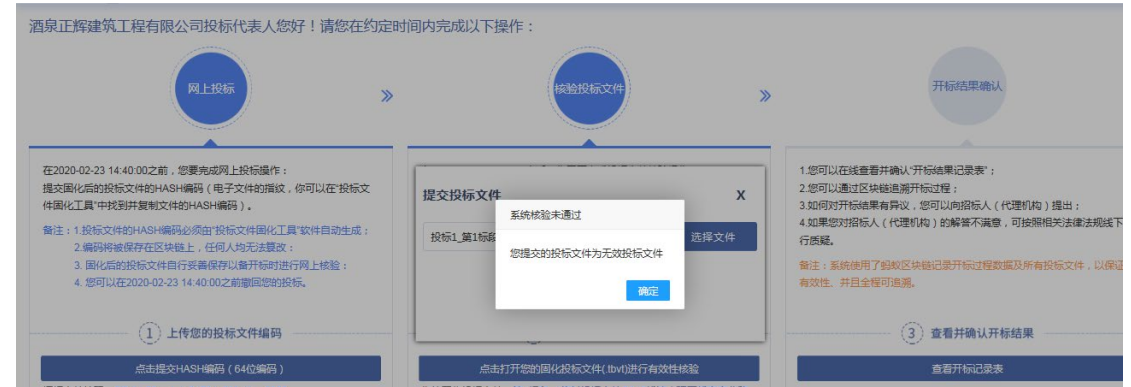 酒泉正辉建筑工程有限公司投标代表人您好！请您在约定时间内完成以下操作：
网上投标
核验投标文件
开标结果确认
在2020-02-23 14:40:00之前，您要完成网上投标操作：
提交固化后的投标文件的HASH编码（电子文件的指纹，你可以在“投标文
件固化工具”中找到并复制文件的HASH编码）。
备注：1.投标文件的HASH编码必须由“投标文件固化工具”软件自动生成；
2.编码将被保存在区块链上，任何人均无法篡改：
3. 固化后的投标文件自行妥善保存以备开标时进行网上核验：
4. 您可以在2020-02-23 14:40:00之前撤回您的投标。
1 上传您的投标文件编码
点击提交HASH编码（64位编码）
提交投标文件
X
投标1_第1标段
选择文件
系统核验未通过
您提交的投标文件为无效投标文件
确定
点击打开您的固化投标文件(.tbvt)进行有效性核验
1.您可以在线查看并确认“开标结果记录表”；
2.您可以通过区块链追溯开标过程；
3.如何对开标结果有异议，您可以向招标人（代理机构）提出；
4.如果您对招标人（代理机构）的解答不满意，可按照相关法律法规线下
行质疑。
备注：系统使用了蚂蚁区块链记录开标过程数据及所有投标文件，以保证
有效性．并且全程可追溯。
3 查看并确认开标结果
查看开标记录表